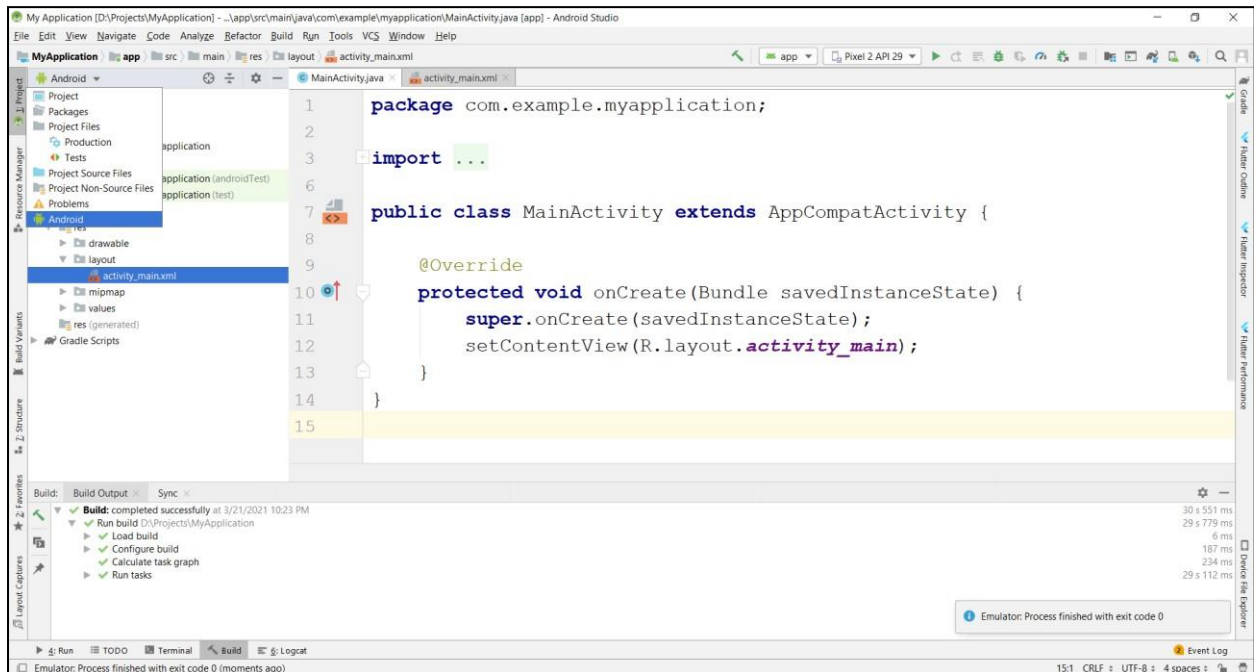 My Application [D:\Projects\MyApplication] - ...\app\src\main\java\com\example\myapplication\MainActivity.java [app] - Android Studio
File Edit View Navigate Code Analyze Refactor Build Run Tools VCS Window Help
MyApplication app src main res layout activity_main.xml app Pixel 2 API 29
Android MainActivity.java activity_main.xml
Project
Packages
Project Files
Production
Tests
Project Source Files
Project Non-Source Files
Problems
Android
application
application (androidTest)
application (test)
res
drawable
layout
activity_main.xml
mipmap
values
res (generated)
Gradle Scripts
1 package com.example.myapplication;
2
3 import ...
6
7 public class MainActivity extends AppCompatActivity {
8
9 @Override
10 protected void onCreate(Bundle savedInstanceState) {
11 super.onCreate(savedInstanceState);
12 setContentView(R.layout.activity_main);
13 }
14 }
15
1: Project
Resource Manager
Build Variants
7: Structure
2: Favorites
Layout Captures
Gradle
Flutter Outline
Flutter Inspector
Flutter Performance
Device File Explorer
Build: Build Output Sync
Build: completed successfully at 3/21/2021 10:23 PM 30 s 551 ms
Run build D:\Projects\MyApplication 29 s 779 ms
Load build 6 ms
Configure build 187 ms
Calculate task graph 234 ms
Run tasks 29 s 112 ms
Emulator: Process finished with exit code 0
4: Run TODO Terminal Build 6: Logcat 2 Event Log
Emulator: Process finished with exit code 0 (moments ago) 15:1 CRLF UTF-8 4 spaces